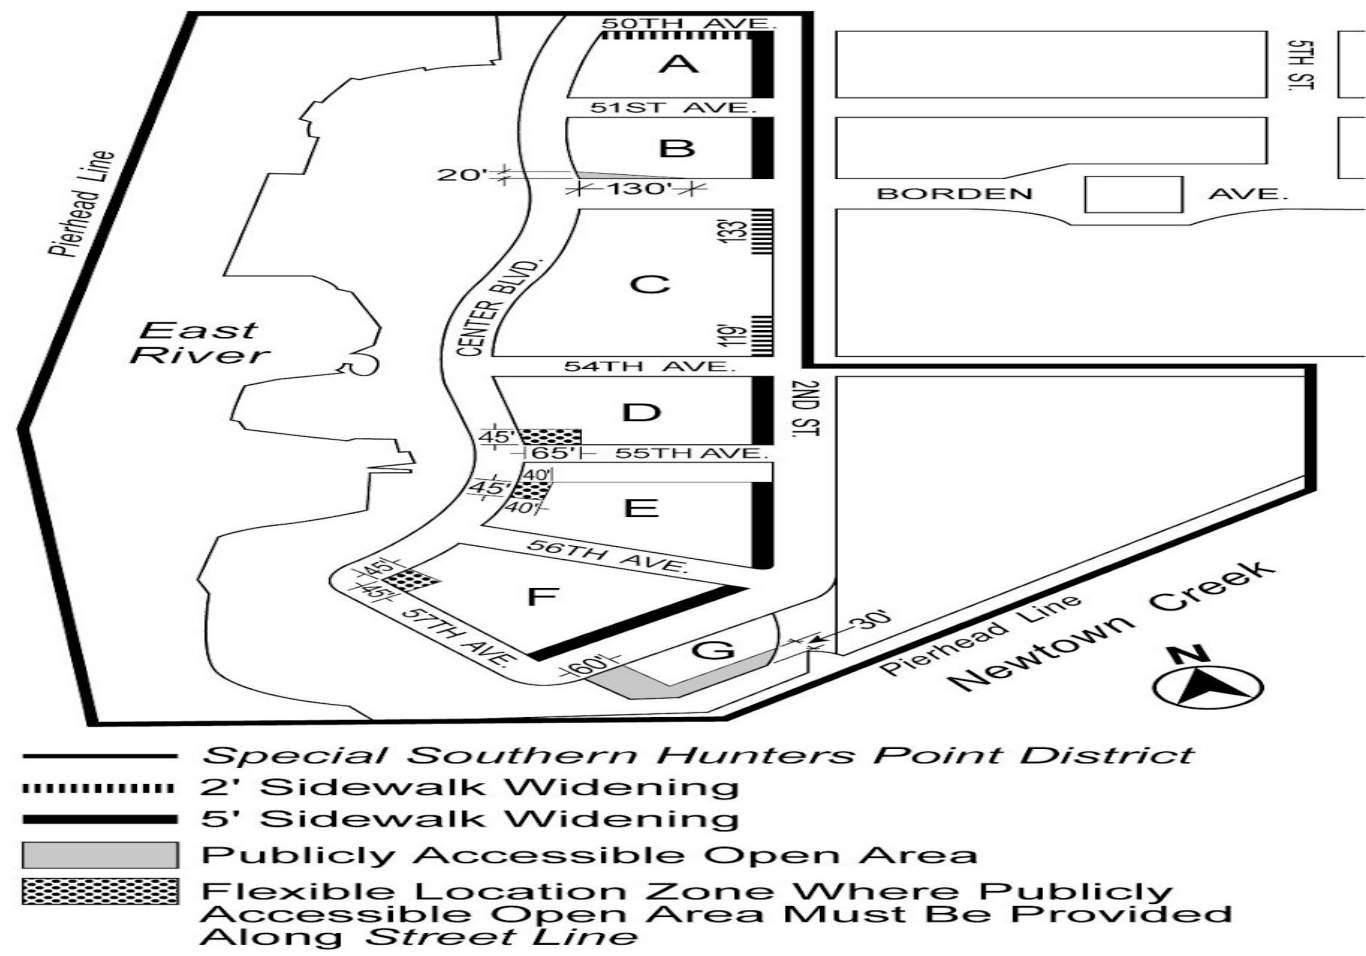 50TH AVE.
5TH ST.
A
51ST AVE.
B
Pierhead Line
20'
130'
BORDEN AVE.
133'
C
CENTER BLVD.
119'
East
River
54TH AVE.
2ND ST.
D
45'
65'
55TH AVE.
40'
45'
40'
E
56TH AVE.
45'
45'
F
57TH AVE.
60'
G
30'
Pierhead Line
Newtown Creek
N
Special Southern Hunters Point District
2' Sidewalk Widening
5' Sidewalk Widening
Publicly Accessible Open Area
Flexible Location Zone Where Publicly
Accessible Open Area Must Be Provided
Along Street Line